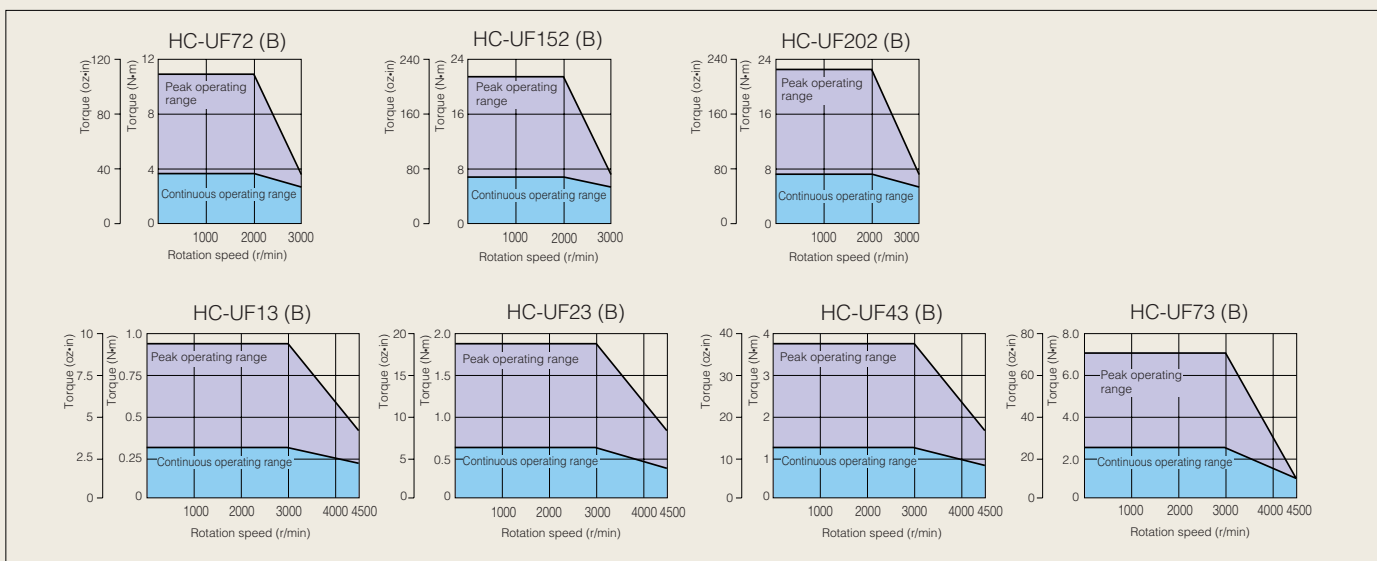 HC-UF72 (B)
Torque (oz•in)
120
80
40
0
Torque (N•m)
12
8
4
0
Peak operating
range
Continuous operating range
1000 2000 3000
Rotation speed (r/min)
HC-UF152 (B)
Torque (oz•in)
240
160
80
0
Torque (N•m)
24
16
8
0
Peak operating
range
Continuous operating range
1000 2000 3000
Rotation speed (r/min)
HC-UF202 (B)
Torque (oz•in)
240
160
80
0
Torque (N•m)
24
16
8
0
Peak operating
range
Continuous operating range
1000 2000 3000
Rotation speed (r/min)
HC-UF13 (B)
Torque (oz•in)
10
7.5
5
2.5
0
Torque (N•m)
1.0
0.75
0.5
0.25
0
Peak operating range
Continuous operating range
1000 2000 3000 4000 4500
Rotation speed (r/min)
HC-UF23 (B)
Torque (oz•in)
20
15
10
5
0
Torque (N•m)
2.0
1.5
1.0
0.5
0
Peak operating range
Continuous operating range
1000 2000 3000 4000 4500
Rotation speed (r/min)
HC-UF43 (B)
Torque (oz•in)
40
30
20
10
0
Torque (N•m)
4
3
2
1
0
Peak operating range
Continuous operating range
1000 2000 3000 4000 4500
Rotation speed (r/min)
HC-UF73 (B)
Torque (oz•in)
80
60
40
20
0
Torque (N•m)
8.0
6.0
4.0
2.0
0
Peak operating
range
Continuous operating range
1000 2000 3000 4000 4500
Rotation speed (r/min)